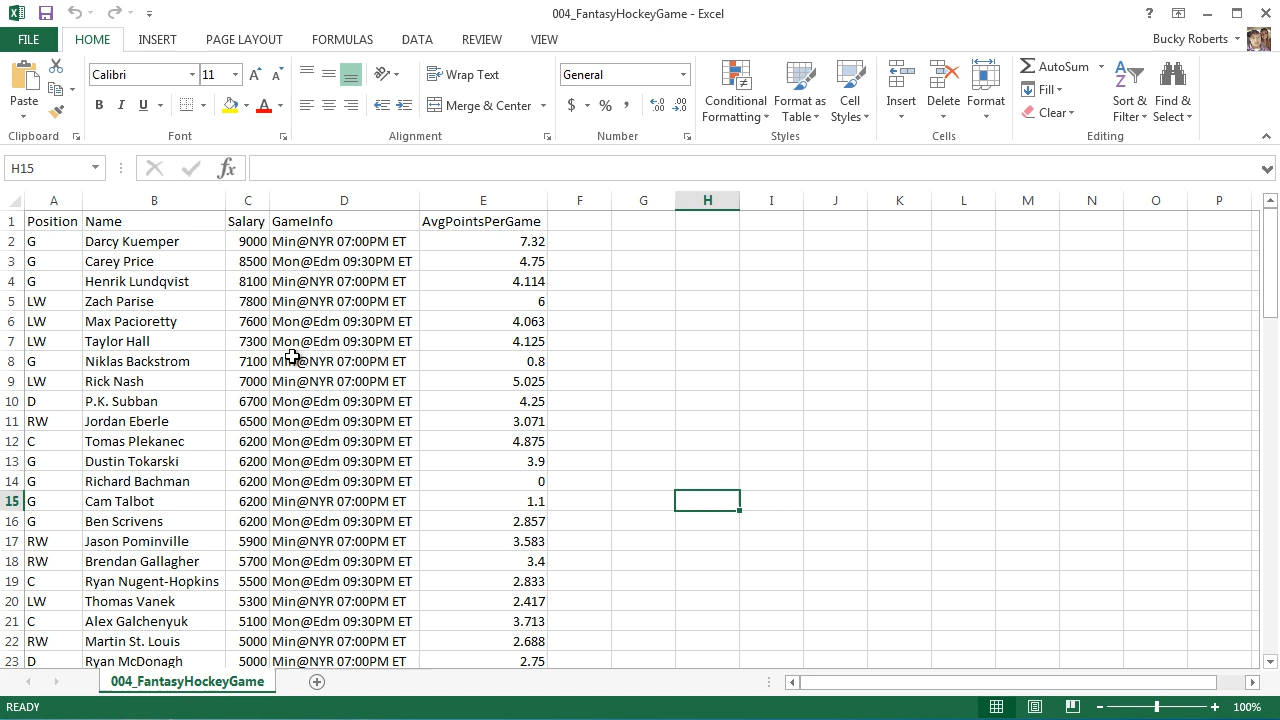 004_FantasyHockeyGame - Excel
FILE HOME INSERT PAGE LAYOUT FORMULAS DATA REVIEW VIEW Bucky Roberts
Paste
Calibri 11
Wrap Text
Merge & Center
General
$ % ,
Conditional Formatting
Format as Table
Cell Styles
Insert Delete Format
AutoSum
Fill
Clear
Sort & Filter
Find & Select
Clipboard Font Alignment Number Styles Cells Editing
H15 fx
A B C D E F G H I J K L M N O P
1 Position Name Salary GameInfo AvgPointsPerGame
2 G Darcy Kuemper 9000 Min@NYR 07:00PM ET 7.32
3 G Carey Price 8500 Mon@Edm 09:30PM ET 4.75
4 G Henrik Lundqvist 8100 Min@NYR 07:00PM ET 4.114
5 LW Zach Parise 7800 Min@NYR 07:00PM ET 6
6 LW Max Pacioretty 7600 Mon@Edm 09:30PM ET 4.063
7 LW Taylor Hall 7300 Mon@Edm 09:30PM ET 4.125
8 G Niklas Backstrom 7100 Min@NYR 07:00PM ET 0.8
9 LW Rick Nash 7000 Min@NYR 07:00PM ET 5.025
10 D P.K. Subban 6700 Mon@Edm 09:30PM ET 4.25
11 RW Jordan Eberle 6500 Mon@Edm 09:30PM ET 3.071
12 C Tomas Plekanec 6200 Mon@Edm 09:30PM ET 4.875
13 G Dustin Tokarski 6200 Mon@Edm 09:30PM ET 3.9
14 G Richard Bachman 6200 Mon@Edm 09:30PM ET 0
15 G Cam Talbot 6200 Min@NYR 07:00PM ET 1.1
16 G Ben Scrivens 6200 Mon@Edm 09:30PM ET 2.857
17 RW Jason Pominville 5900 Min@NYR 07:00PM ET 3.583
18 RW Brendan Gallagher 5700 Mon@Edm 09:30PM ET 3.4
19 C Ryan Nugent-Hopkins 5500 Mon@Edm 09:30PM ET 2.833
20 LW Thomas Vanek 5300 Min@NYR 07:00PM ET 2.417
21 C Alex Galchenyuk 5100 Mon@Edm 09:30PM ET 3.713
22 RW Martin St. Louis 5000 Min@NYR 07:00PM ET 2.688
23 D Ryan McDonagh 5000 Min@NYR 07:00PM ET 2.75
004_FantasyHockeyGame
READY 100%